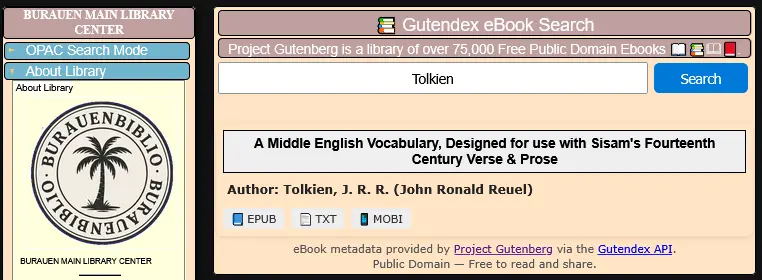 BURAUEN MAIN LIBRARY
CENTER
OPAC Search Mode
About Library
About Library
BURAUENBIBLIO · BURAUENBIBLIO ·
BURAUEN MAIN LIBRARY CENTER
Gutendex eBook Search
Project Gutenberg is a library of over 75,000 Free Public Domain Ebooks
Tolkien
Search
A Middle English Vocabulary, Designed for use with Sisam's Fourteenth
Century Verse & Prose
Author: Tolkien, J. R. R. (John Ronald Reuel)
EPUB
TXT
MOBI
eBook metadata provided by Project Gutenberg via the Gutendex API.
Public Domain — Free to read and share.